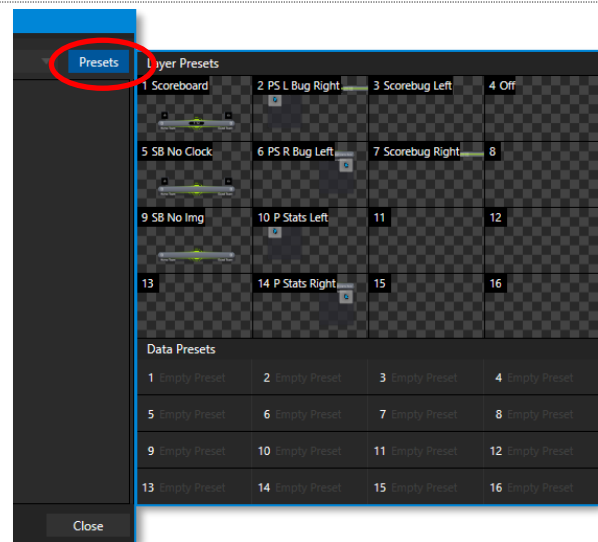 Presets
Layer Presets
1 Scoreboard 2 PS L Bug Right 3 Scorebug Left 4 Off
5 SB No Clock 6 PS R Bug Left 7 Scorebug Right 8
9 SB No Img 10 P Stats Left 11 12
13 14 P Stats Right 15 16
Data Presets
1 Empty Preset 2 Empty Preset 3 Empty Preset 4 Empty Preset
5 Empty Preset 6 Empty Preset 7 Empty Preset 8 Empty Preset
9 Empty Preset 10 Empty Preset 11 Empty Preset 12 Empty Preset
13 Empty Preset 14 Empty Preset 15 Empty Preset 16 Empty Preset
Close